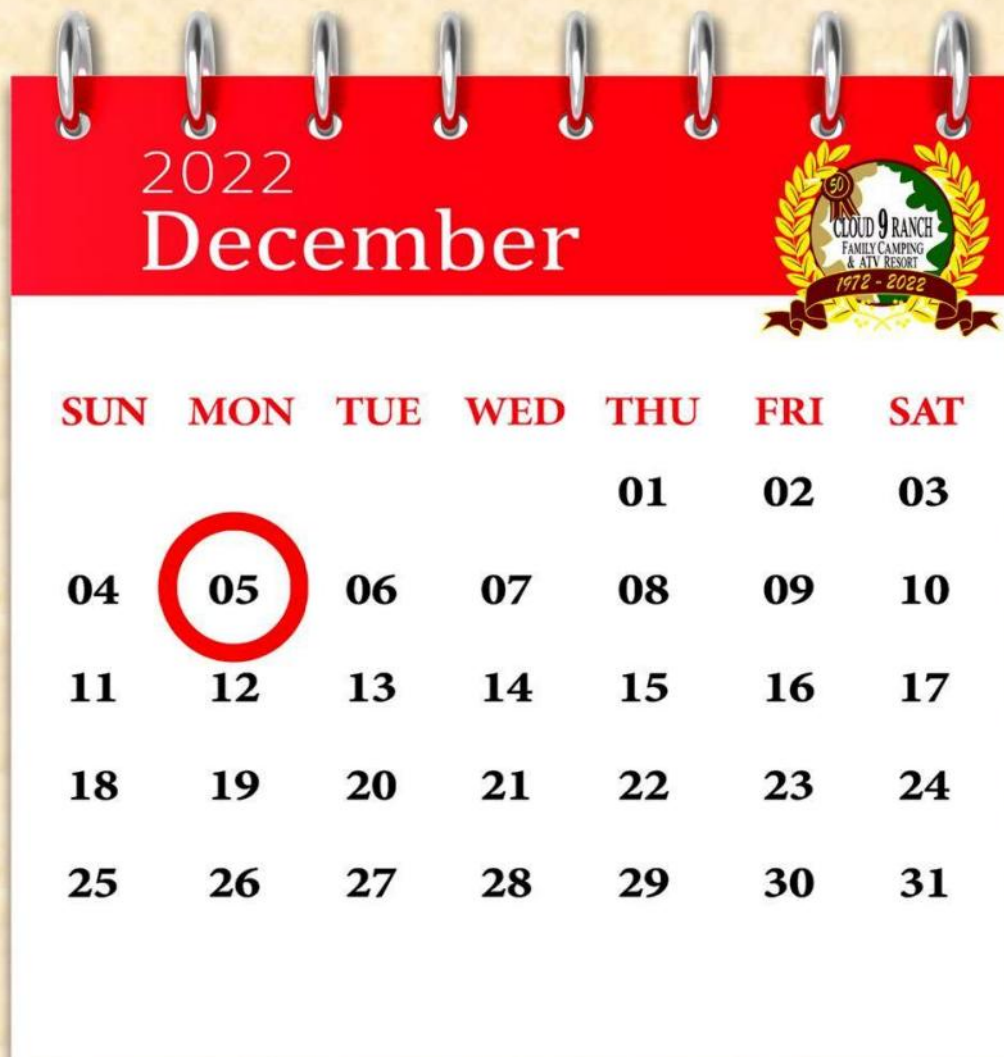 2022
December
50
CLOUD 9 RANCH
FAMILY CAMPING
& ATV RESORT
1972 - 2022
SUN MON TUE WED THU FRI SAT
01 02 03
04 05 06 07 08 09 10
11 12 13 14 15 16 17
18 19 20 21 22 23 24
25 26 27 28 29 30 31